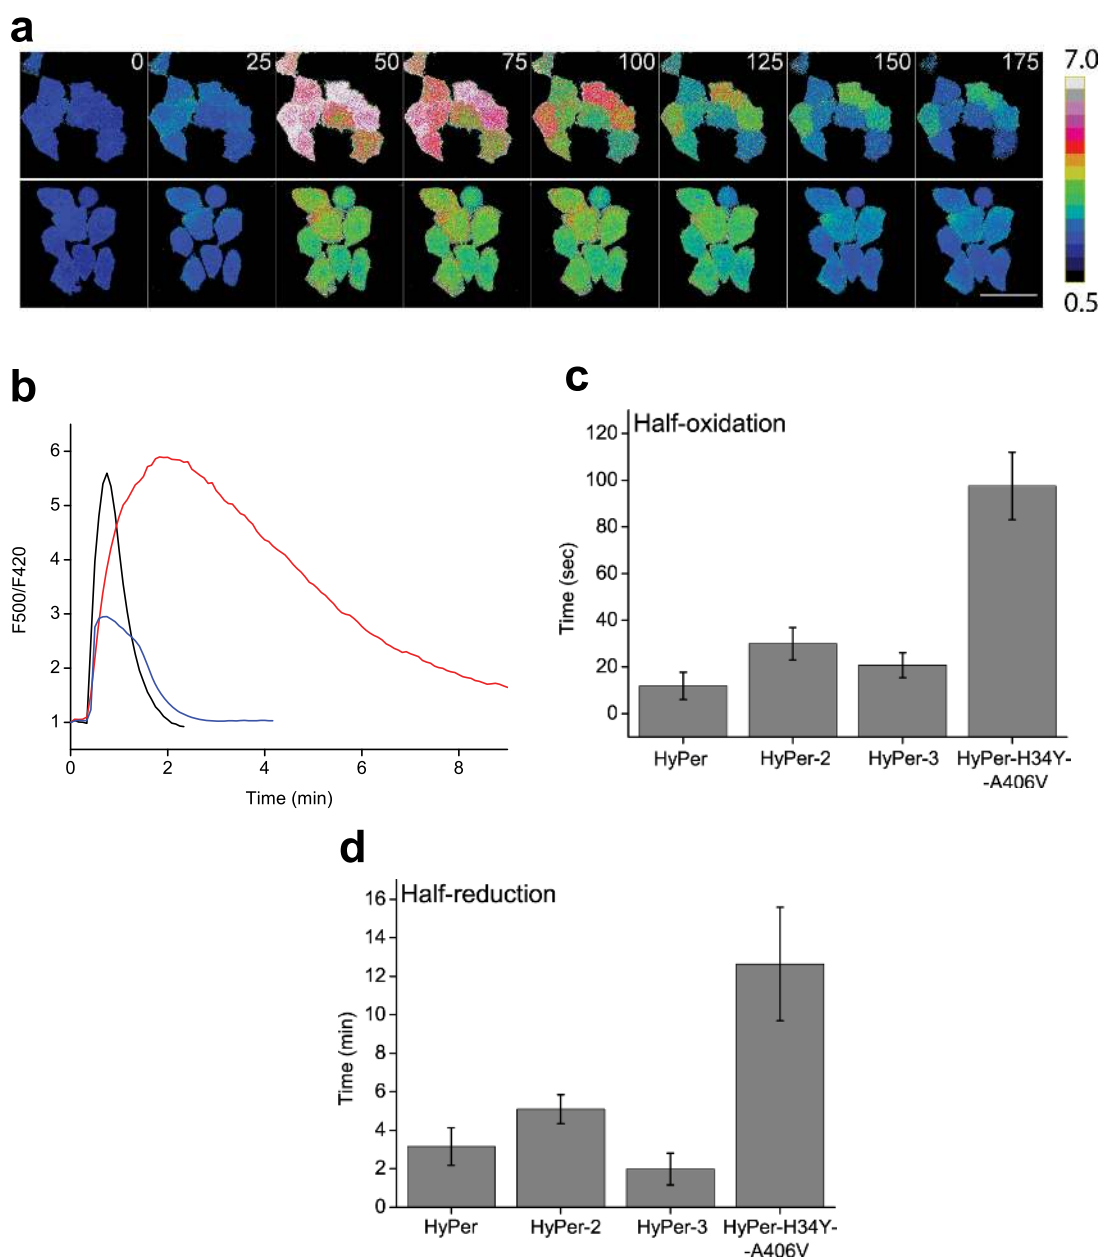 a
0 25 50 75 100 125 150 175
7.0
0.5
b
F500/F420
6
5
4
3
2
1
0 2 4 6 8
Time (min)
c
Half-oxidation
Time (sec)
120
100
80
60
40
20
0
HyPer HyPer-2 HyPer-3 HyPer-H34Y-
-A406V
d
Half-reduction
Time (min)
16
14
12
10
8
6
4
2
0
HyPer HyPer-2 HyPer-3 HyPer-H34Y-
-A406V